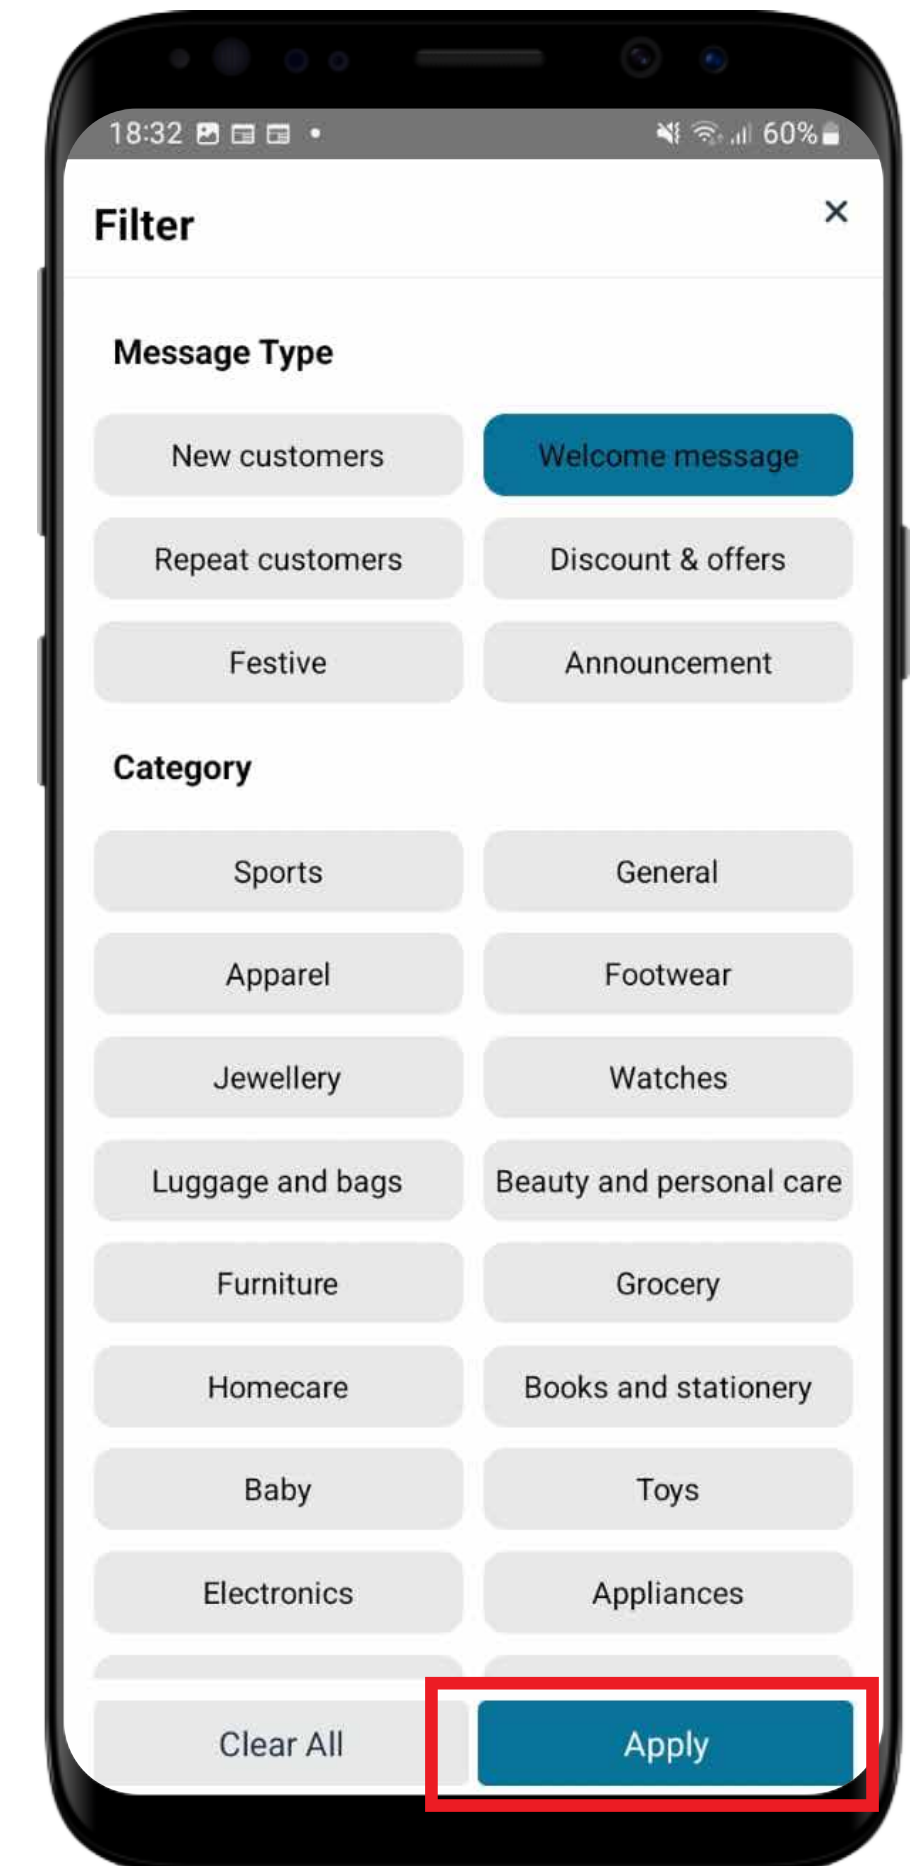 18:32 60%
Filter
Message Type
New customers Welcome message
Repeat customers Discount & offers
Festive Announcement
Category
Sports General
Apparel Footwear
Jewellery Watches
Luggage and bags Beauty and personal care
Furniture Grocery
Homecare Books and stationery
Baby Toys
Electronics Appliances
Clear All Apply